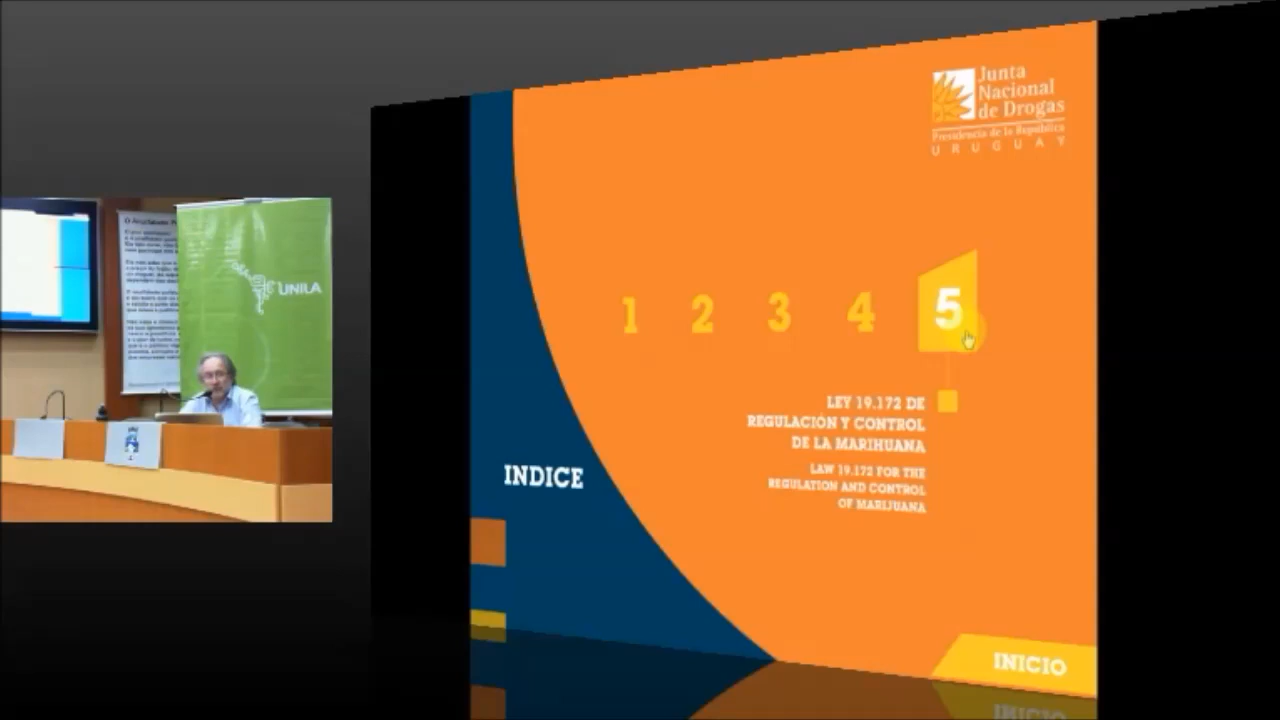 Junta
Nacional
de Drogas
Presidencia de la República
URUGUAY
1 2 3 4 5
LEY 19.172 DE
REGULACIÓN Y CONTROL
DE LA MARIHUANA
LAW 19.172 FOR THE
REGULATION AND CONTROL
OF MARIJUANA
INDICE
INICIO
UNILA